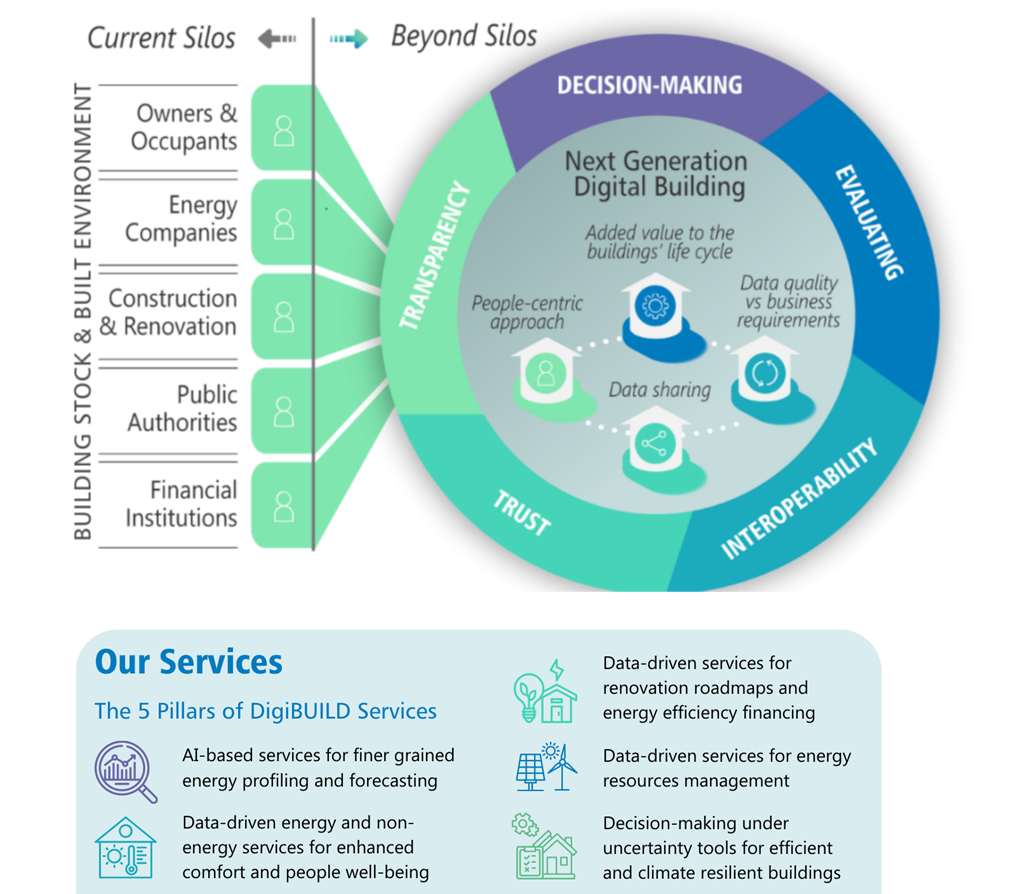 Current Silos
Beyond Silos
BUILDING STOCK & BUILT ENVIRONMENT
Owners &
Occupants
Energy
Companies
Construction
& Renovation
Public
Authorities
Financial
Institutions
DECISION-MAKING
EVALUATING
INTEROPERABILITY
TRUST
TRANSPARENCY
Next Generation
Digital Building
Added value to the
buildings' life cycle
People-centric
approach
Data quality
vs business
requirements
Data sharing
Our Services
The 5 Pillars of DigiBUILD Services
AI-based services for finer grained
energy profiling and forecasting
Data-driven energy and non-
energy services for enhanced
comfort and people well-being
Data-driven services for
renovation roadmaps and
energy efficiency financing
Data-driven services for energy
resources management
Decision-making under
uncertainty tools for efficient
and climate resilient buildings